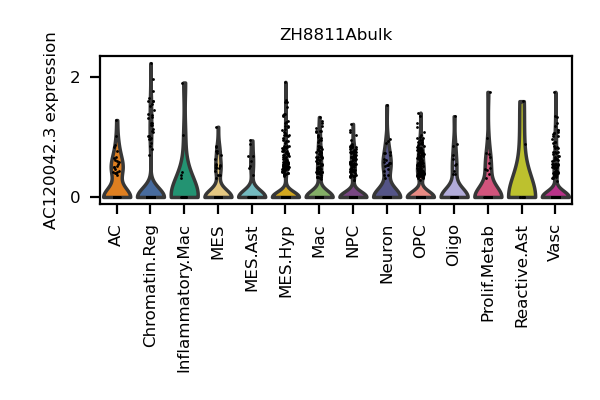 ZH8811Abulk
AC120042.3 expression
2
0
AC
Chromatin.Reg
Inflammatory.Mac
MES
MES.Ast
MES.Hyp
Mac
NPC
Neuron
OPC
Oligo
Prolif.Metab
Reactive.Ast
Vasc